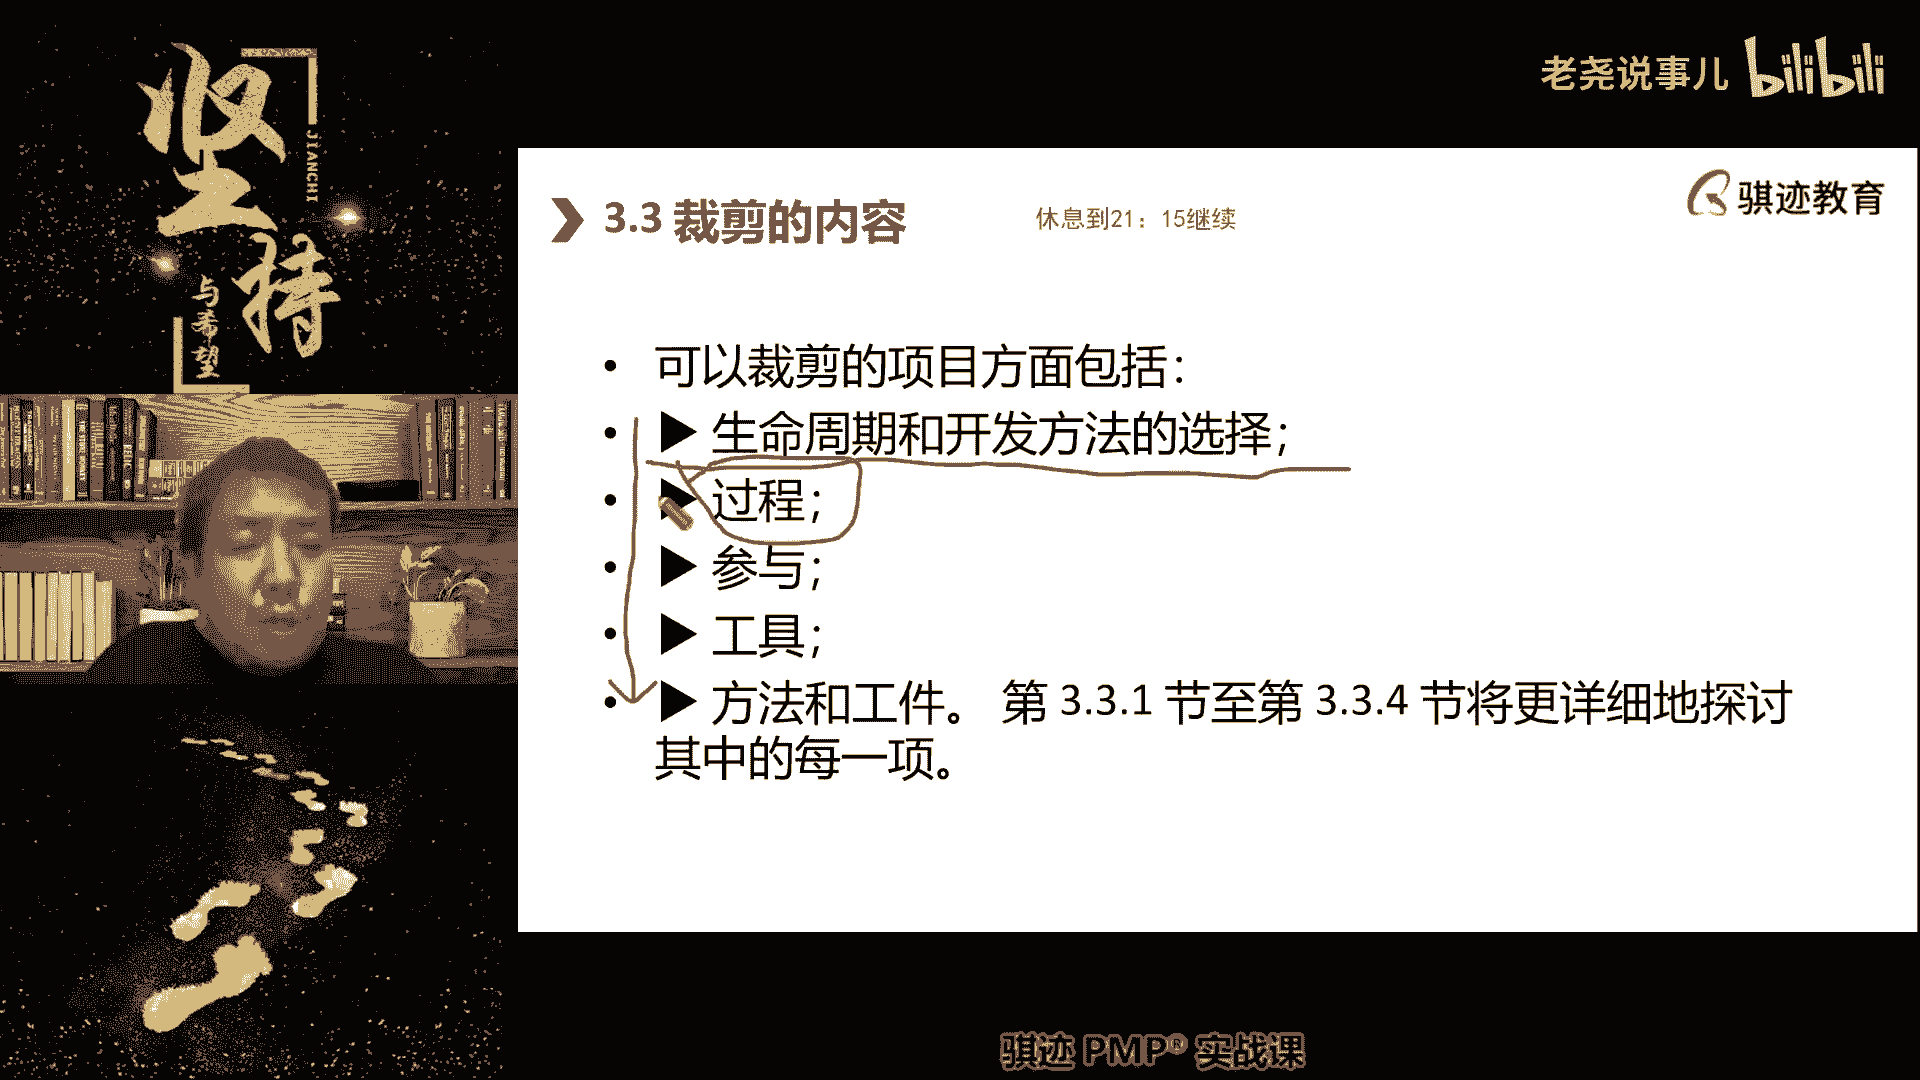 坚持
JIANCHI
与希望
老尧说事儿 bilibili
骐迹教育
3.3 裁剪的内容
休息到21：15继续
• 可以裁剪的项目方面包括：
• ▶ 生命周期和开发方法的选择；
• ▶ 过程；
• ▶ 参与；
• ▶ 工具；
• ▶ 方法和工件。 第 3.3.1 节至第 3.3.4 节将更详细地探讨
其中的每一项。
骐迹 PMP® 实战课